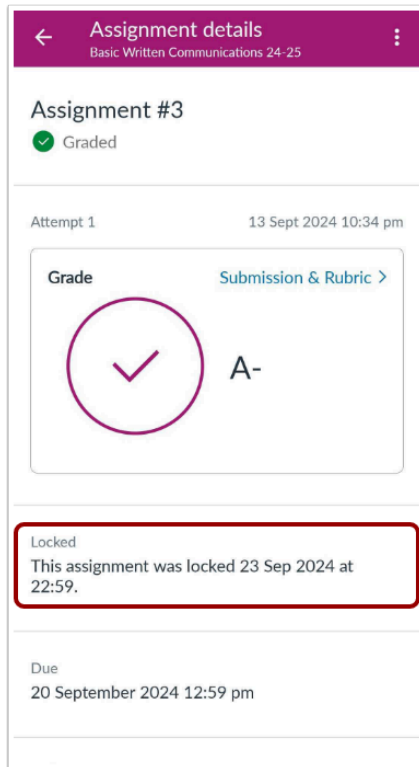 Assignment details
Basic Written Communications 24-25
Assignment #3
Graded
Attempt 1 13 Sept 2024 10:34 pm
Grade Submission & Rubric >
A-
Locked
This assignment was locked 23 Sep 2024 at
22:59.
Due
20 September 2024 12:59 pm